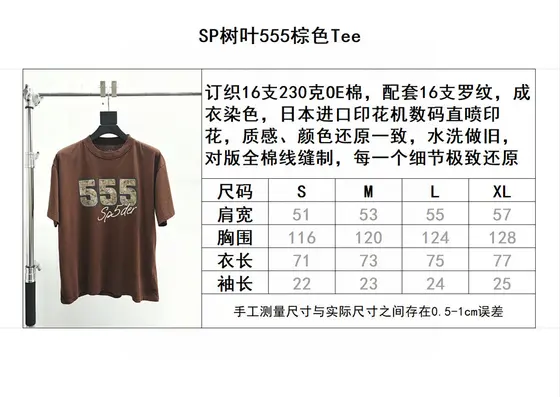 SP树叶555棕色Tee
订织16支230克OE棉，配套16支罗纹，成
衣染色，日本进口印花机数码直喷印
花，质感、颜色还原一致，水洗做旧，
对版全棉线缝制，每一个细节极致还原
尺码 S M L XL
肩宽 51 53 55 57
胸围 116 120 124 128
衣长 71 73 75 77
袖长 22 23 24 25
手工测量尺寸与实际尺寸之间存在0.5-1cm误差
555
Sp5der